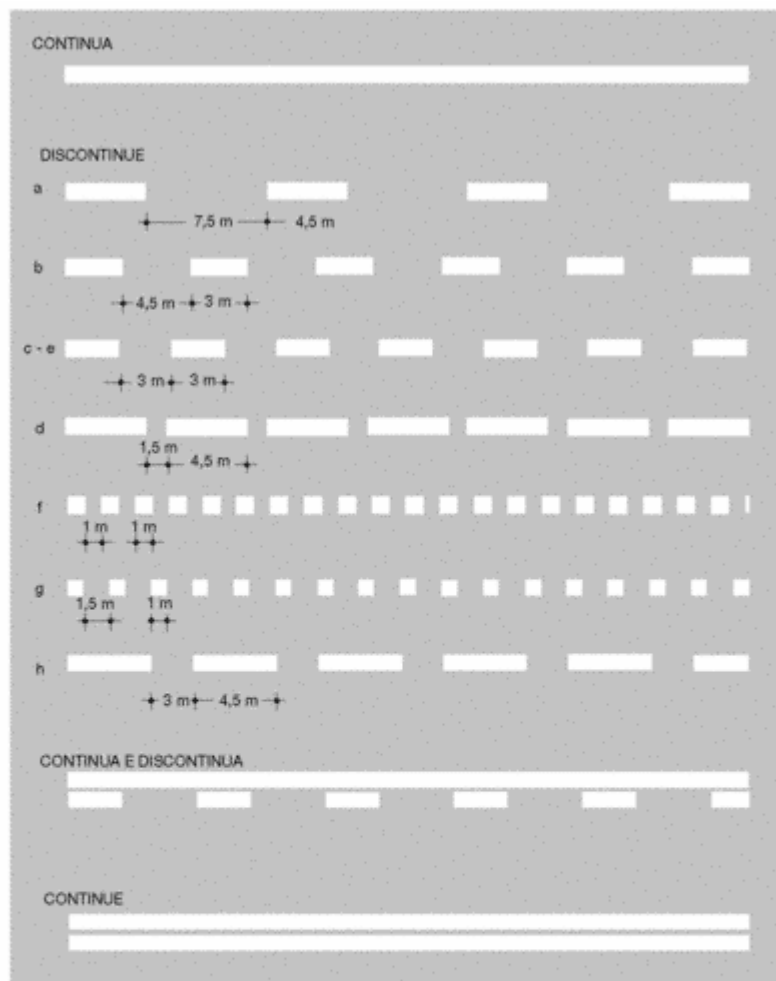 CONTINUA
DISCONTINUE
a
7,5 m 4,5 m
b
4,5 m 3 m
c - e
3 m 3 m
d
1,5 m 4,5 m
f
1 m 1 m
g
1,5 m 1 m
h
3 m 4,5 m
CONTINUA E DISCONTINUA
CONTINUE